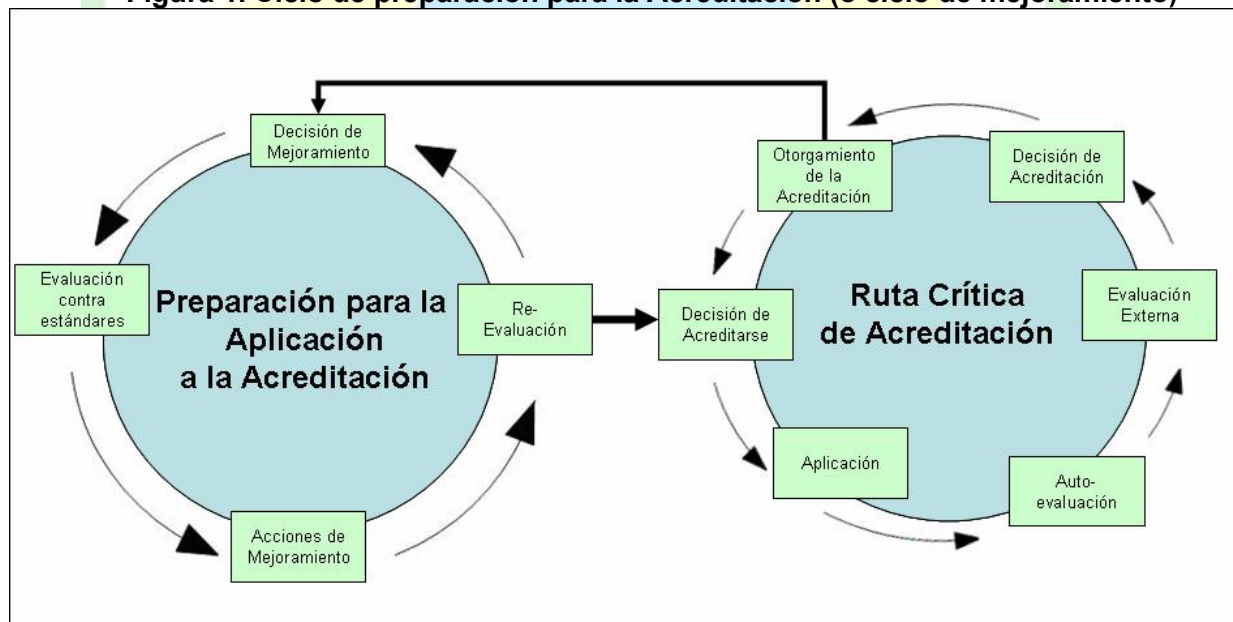 Figura 1. Ciclo de preparación para la Acreditación (o ciclo de mejoramiento)
Decisión de
Mejoramiento
Evaluación
contra
estándares
Preparación para la
Aplicación
a la Acreditación
Re-
Evaluación
Acciones de
Mejoramiento
Otorgamiento
de la
Acreditación
Decisión de
Acreditación
Decisión de
Acreditarse
Ruta Crítica
de Acreditación
Evaluación
Externa
Aplicación
Auto-
evaluación